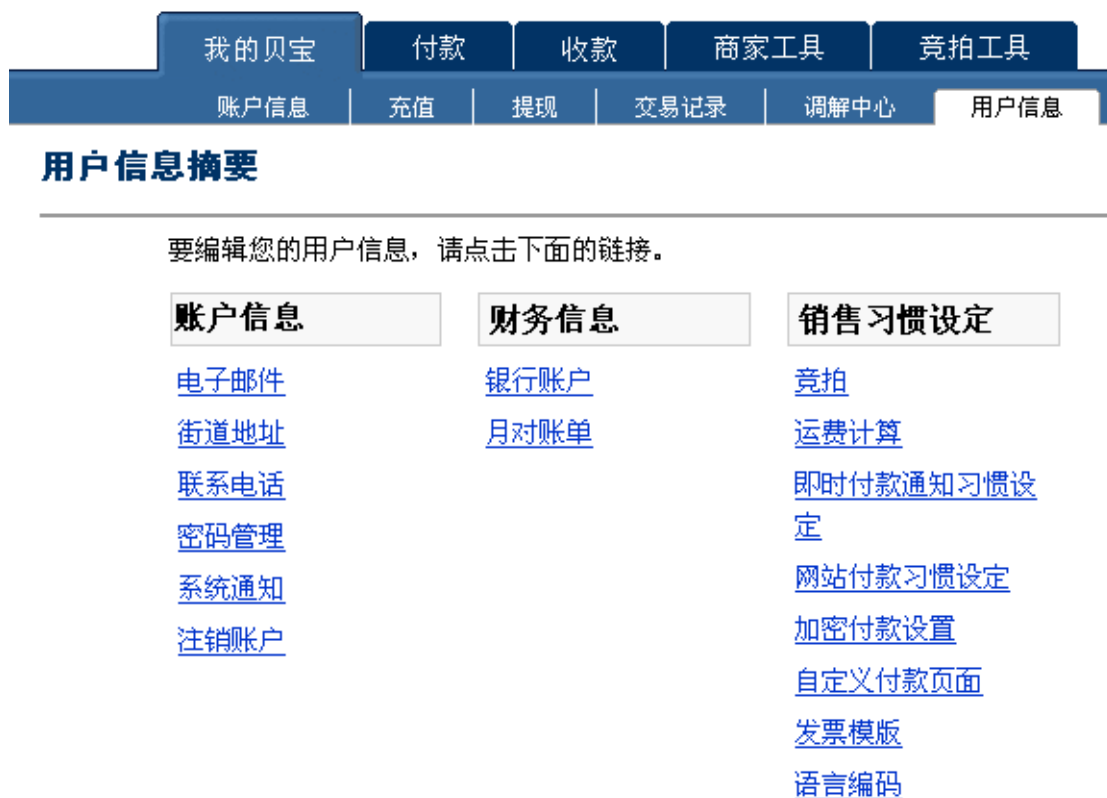 我的贝宝 付款 收款 商家工具 竞拍工具
账户信息 充值 提现 交易记录 调解中心 用户信息
用户信息摘要
要编辑您的用户信息，请点击下面的链接。
账户信息
电子邮件
街道地址
联系电话
密码管理
系统通知
注销账户
财务信息
银行账户
月对账单
销售习惯设定
竞拍
运费计算
即时付款通知习惯设
定
网站付款习惯设定
加密付款设置
自定义付款页面
发票模版
语言编码